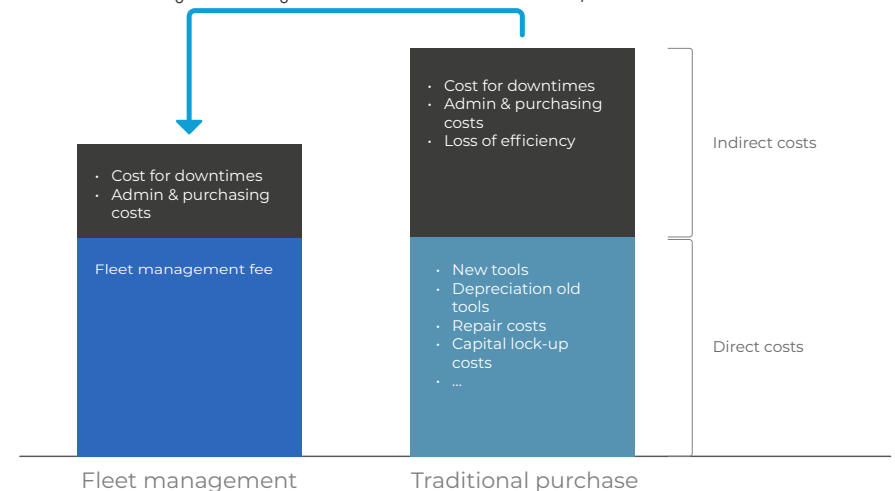 • Cost for downtimes
• Admin & purchasing
costs
• Loss of efficiency
Indirect costs
• Cost for downtimes
• Admin & purchasing
costs
Fleet management fee
• New tools
• Depreciation old
tools
• Repair costs
• Capital lock-up
costs
• ...
Direct costs
Fleet management
Traditional purchase